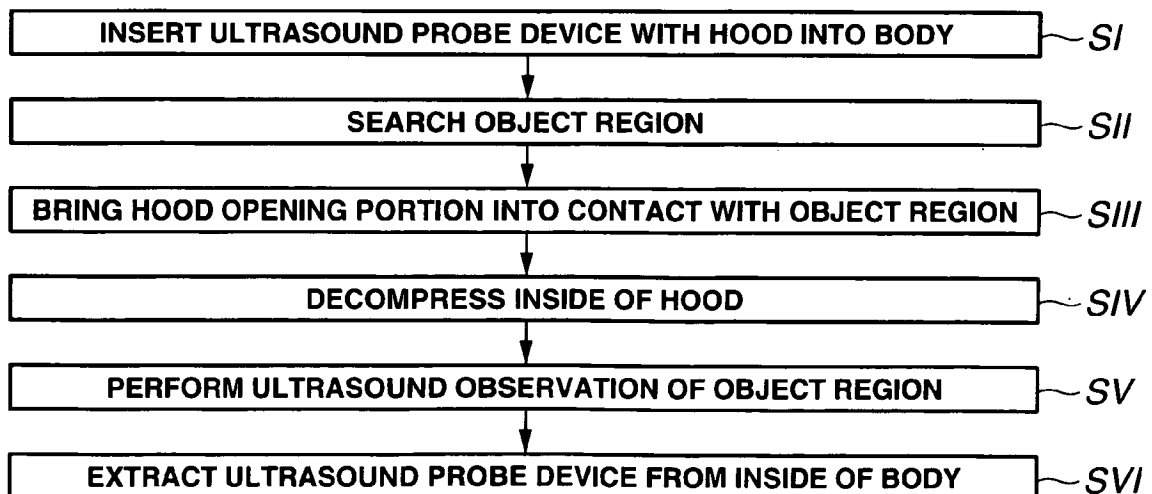 INSERT ULTRASOUND PROBE DEVICE WITH HOOD INTO BODY SI
SEARCH OBJECT REGION SII
BRING HOOD OPENING PORTION INTO CONTACT WITH OBJECT REGION SIII
DECOMPRESS INSIDE OF HOOD SIV
PERFORM ULTRASOUND OBSERVATION OF OBJECT REGION SV
EXTRACT ULTRASOUND PROBE DEVICE FROM INSIDE OF BODY SVI